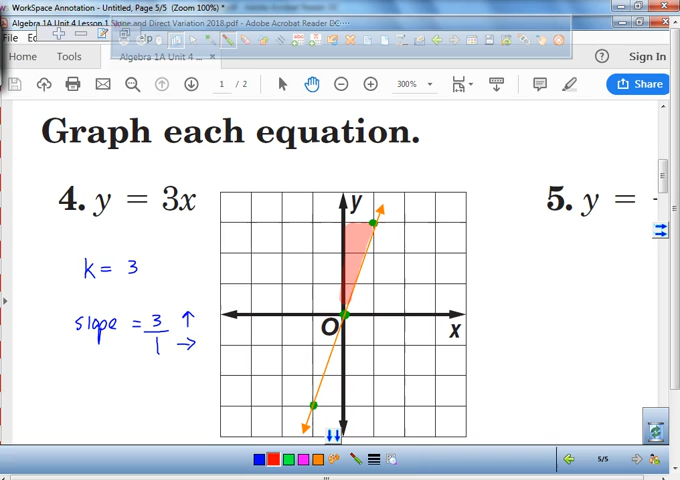 WorkSpace Annotation - Untitled, Page 5/5 (Zoom 100%) *
Algebra 1A Unit 4 Lesson 1 Slope and Direct Variation 2018.pdf - Adobe Acrobat Reader DC
File Ed
Home Tools Algebra 1A Unit 4 ... Sign In
1 / 2 300% Share
Graph each equation.
4. y = 3x
5. y = -
k = 3
slope = 3/1 ↑ →
y
O
x
5/5